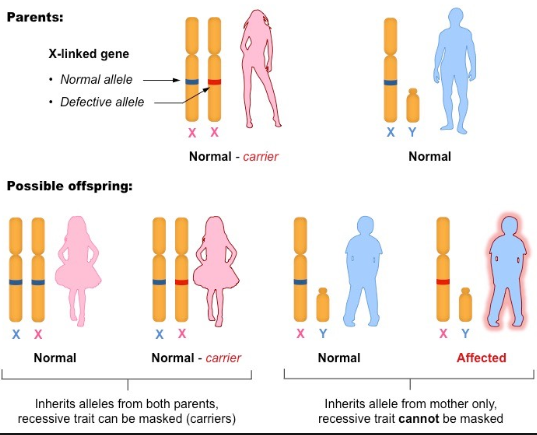 Parents:
X-linked gene
• Normal allele
• Defective allele
X X
X Y
Normal - carrier
Normal
Possible offspring:
X X
X X
X Y
X Y
Normal
Normal - carrier
Normal
Affected
Inherits alleles from both parents,
recessive trait can be masked (carriers)
Inherits allele from mother only,
recessive trait cannot be masked